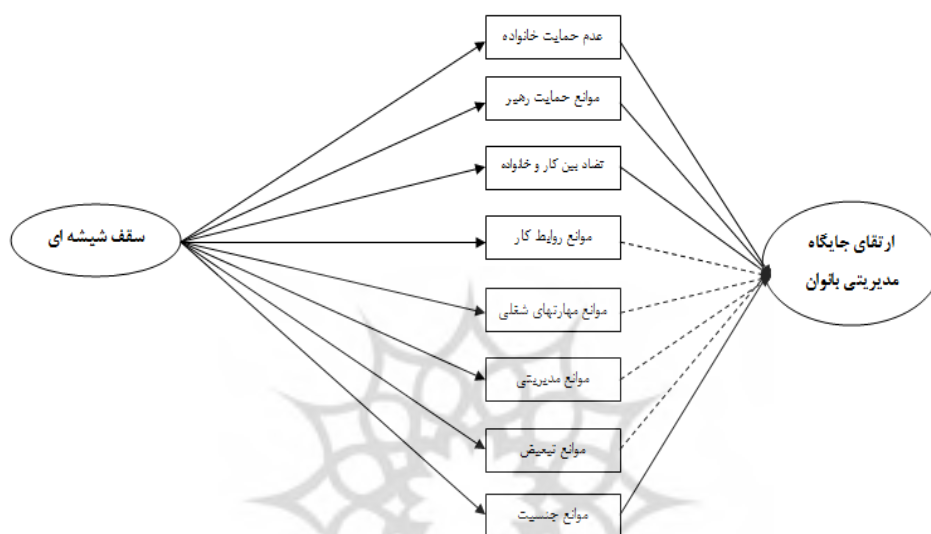 عدم حمایت خانواده
موانع حمایت رهبر
تضاد بین کار و خانواده
موانع روابط کار
موانع مهارتهای شغلی
موانع مدیریتی
موانع تبعیض
موانع جنسیت
سقف شیشه ای
ارتقای جایگاه
مدیریتی بانوان